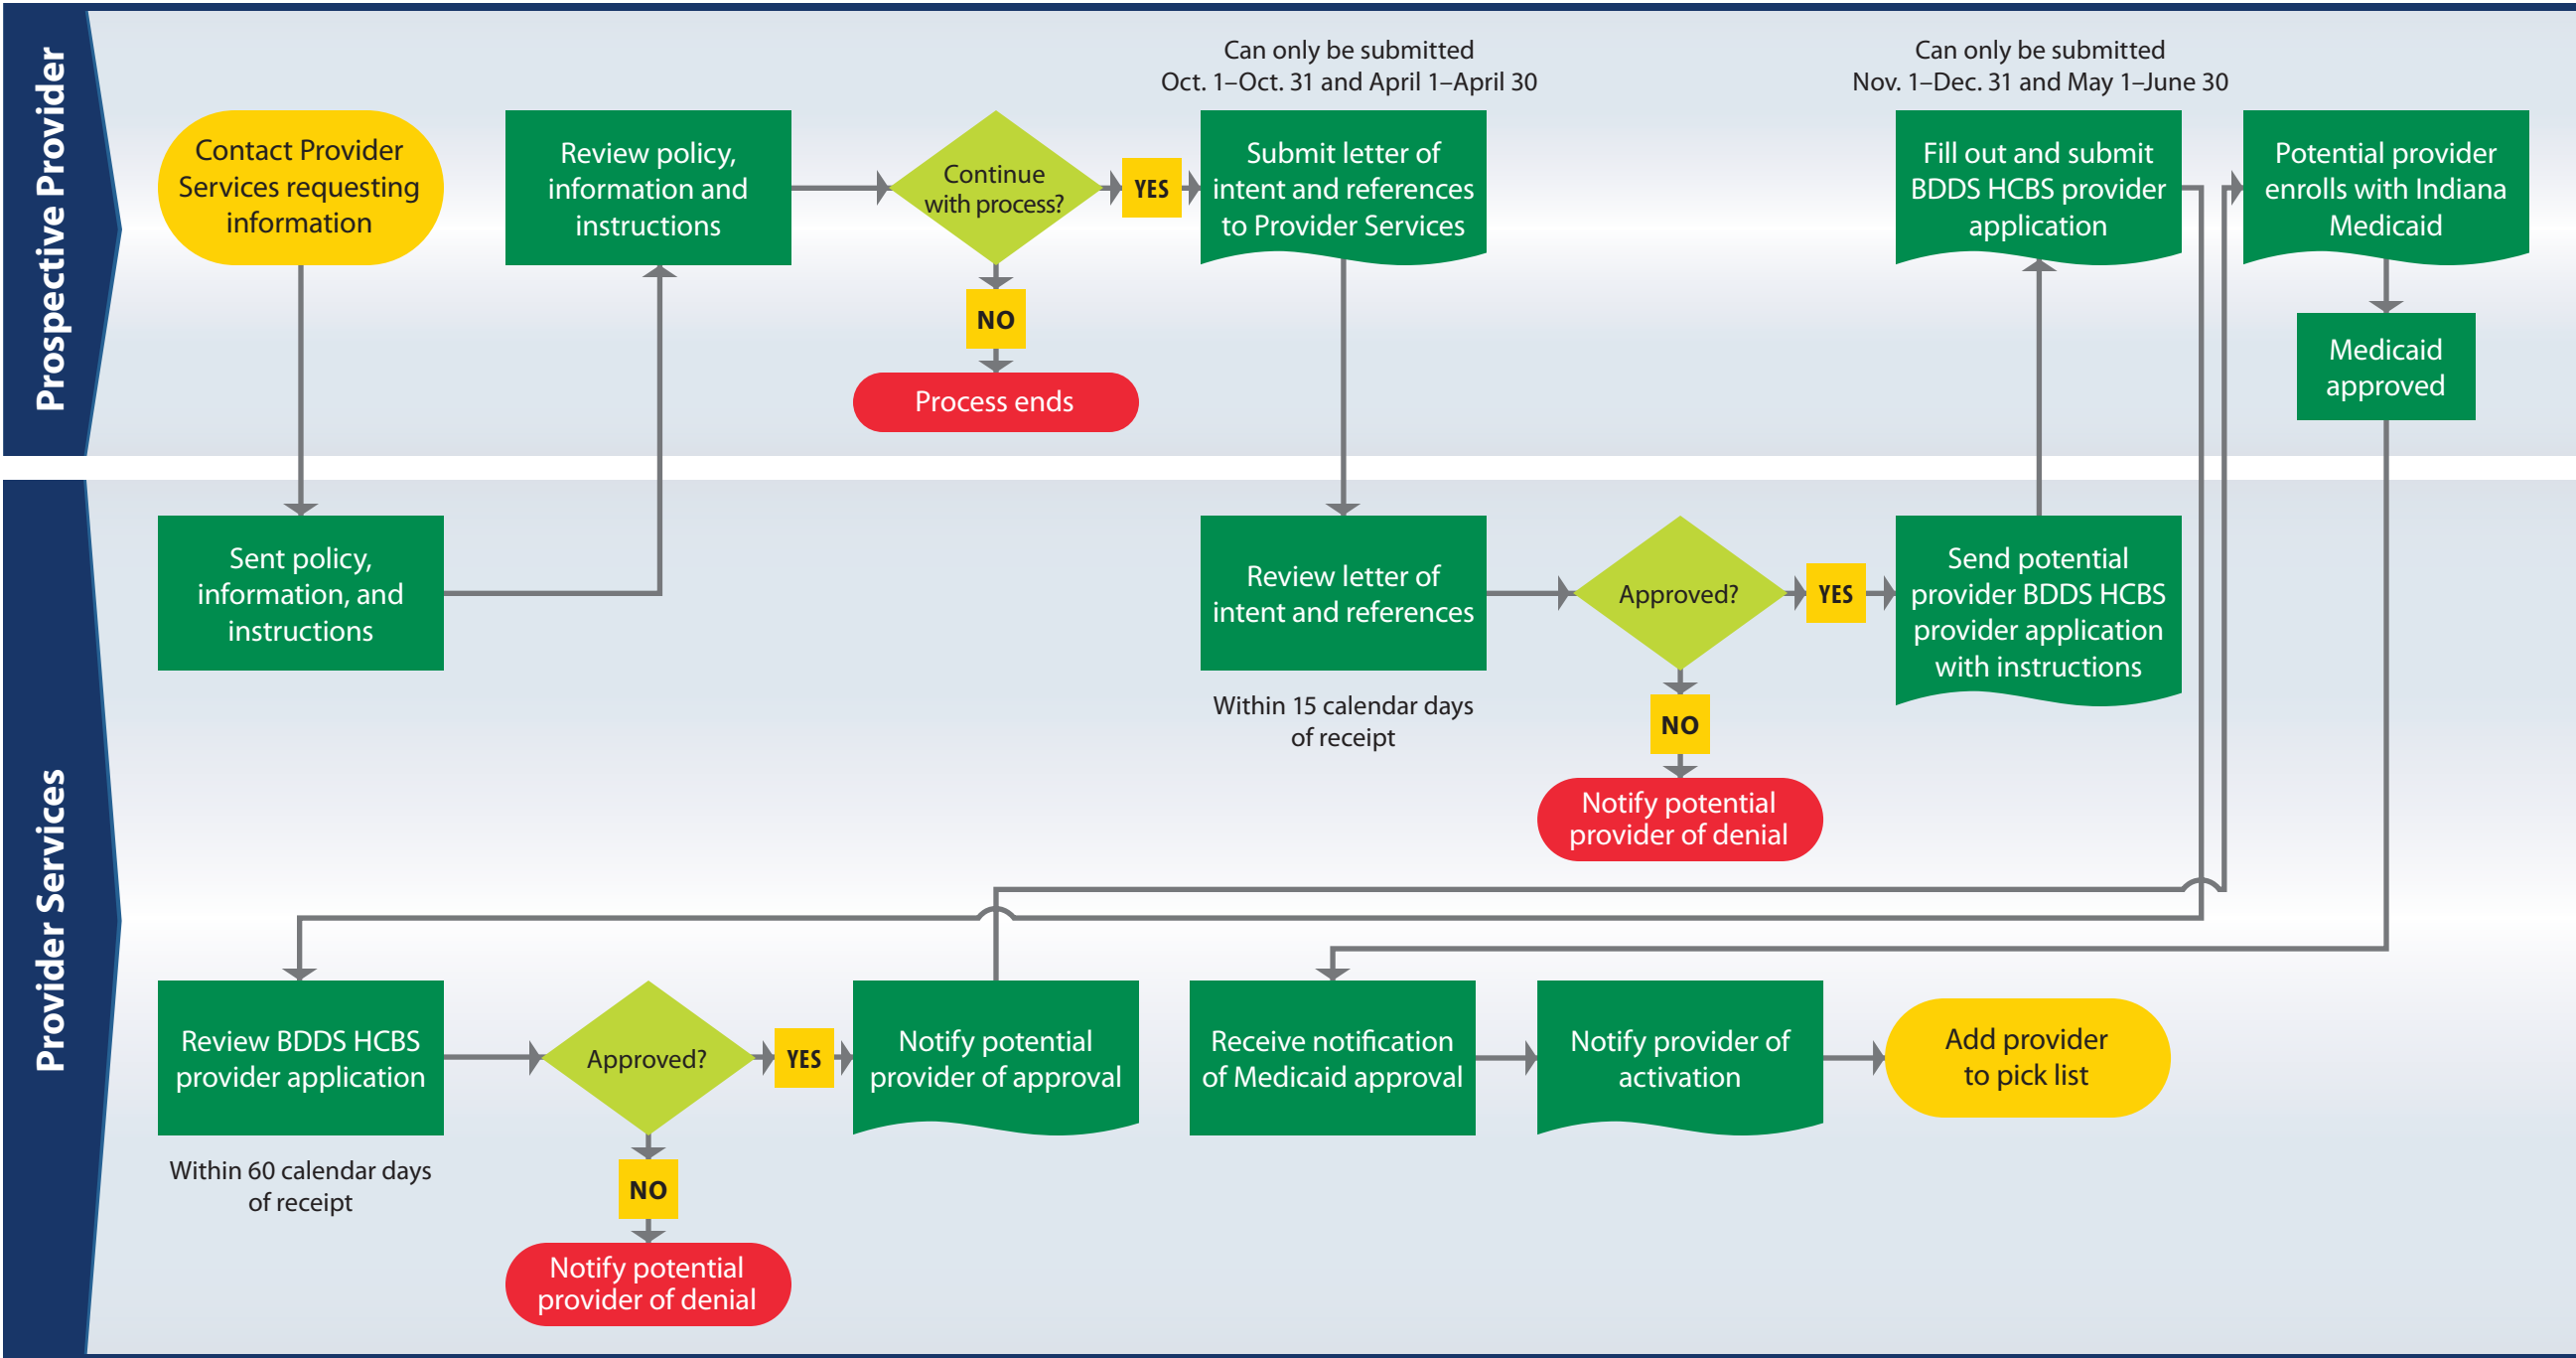 Prospective Provider
Can only be submitted
Oct. 1–Oct. 31 and April 1–April 30
Can only be submitted
Nov. 1–Dec. 31 and May 1–June 30
Contact Provider
Services requesting
information
Review policy,
information and
instructions
Continue
with process?
YES
NO
Process ends
Submit letter of
intent and references
to Provider Services
Fill out and submit
BDDS HCBS provider
application
Potential provider
enrolls with Indiana
Medicaid
Medicaid
approved
Provider Services
Sent policy,
information, and
instructions
Review letter of
intent and references
Within 15 calendar days
of receipt
Approved?
YES
NO
Notify potential
provider of denial
Send potential
provider BDDS HCBS
provider application
with instructions
Review BDDS HCBS
provider application
Within 60 calendar days
of receipt
Approved?
YES
NO
Notify potential
provider of denial
Notify potential
provider of approval
Receive notification
of Medicaid approval
Notify provider of
activation
Add provider
to pick list